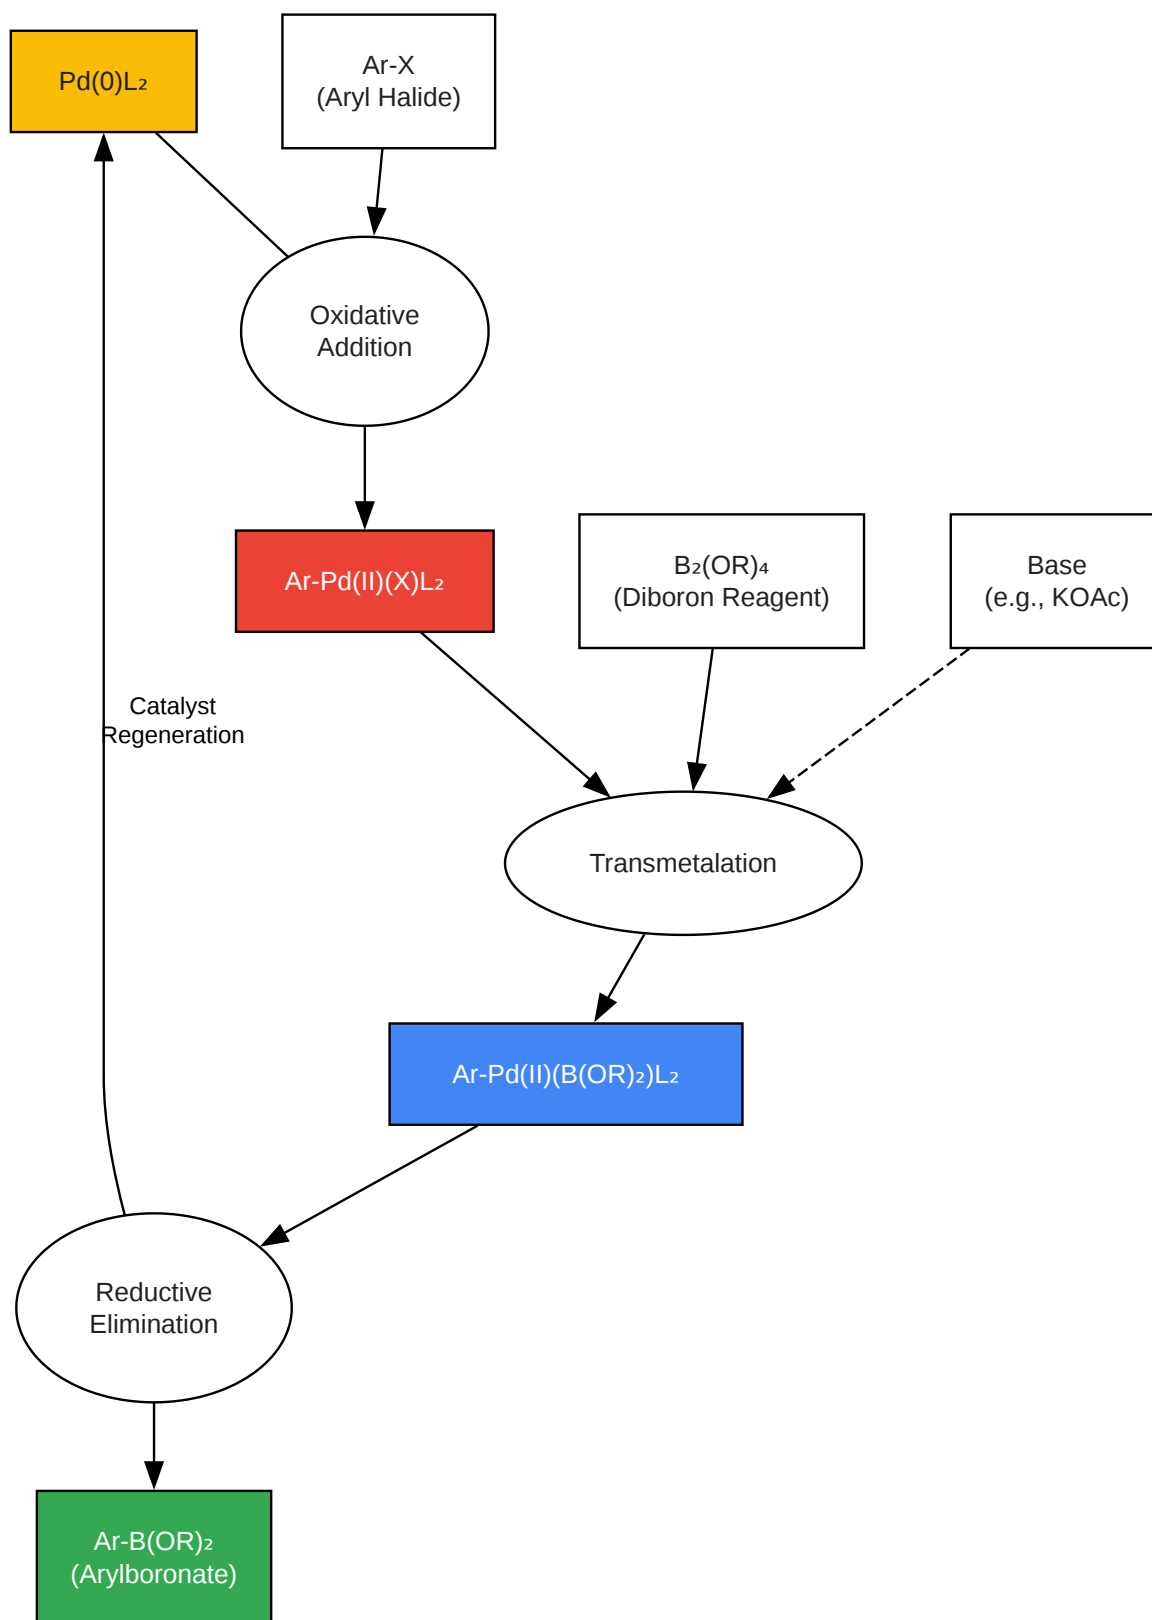 Pd(0)L₂
Ar-X
(Aryl Halide)
Oxidative
Addition
Ar-Pd(II)(X)L₂
B₂(OR)₄
(Diboron Reagent)
Base
(e.g., KOAc)
Catalyst
Regeneration
Transmetalation
Ar-Pd(II)(B(OR)₂)L₂
Reductive
Elimination
Ar-B(OR)₂
(Arylboronate)